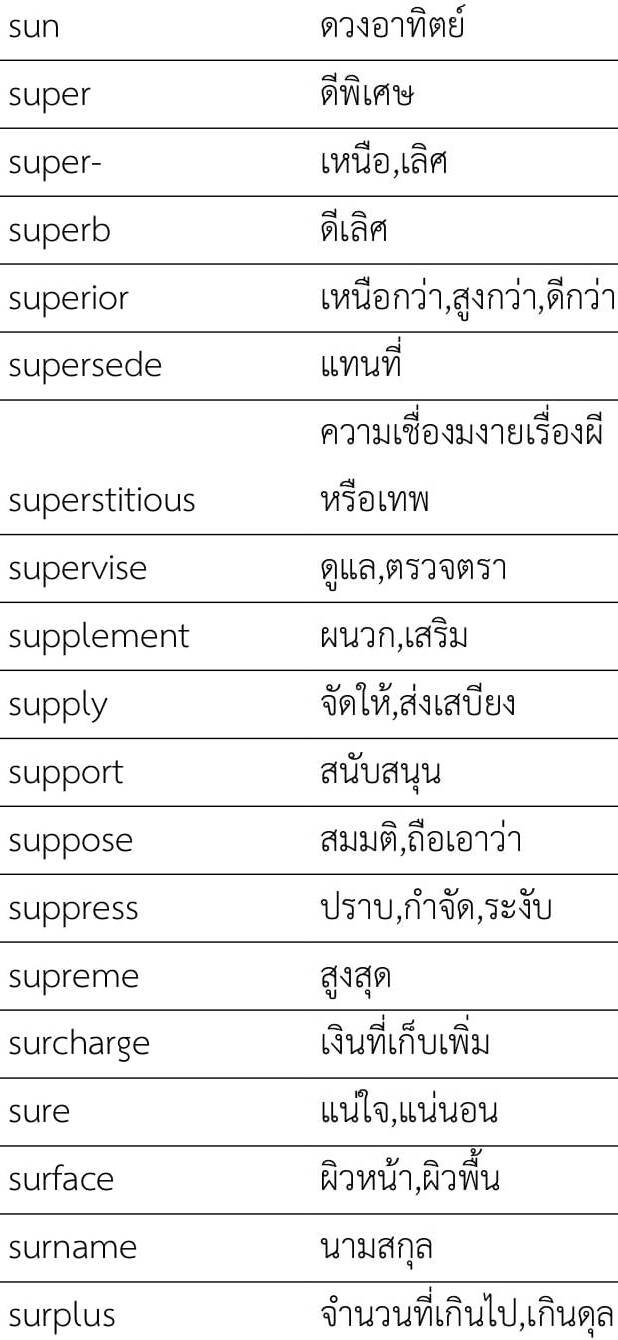 sun ดวงอาทิตย์
super ดีพิเศษ
super- เหนือ,เลิศ
superb ดีเลิศ
superior เหนือกว่า,สูงกว่า,ดีกว่า
supersede แทนที่
ความเชื่องมงายเรื่องผี
superstitious หรือเทพ
supervise ดูแล,ตรวจตรา
supplement ผนวก,เสริม
supply จัดให้,ส่งเสบียง
support สนับสนุน
suppose สมมติ,ถือเอาว่า
suppress ปราบ,กำจัด,ระงับ
supreme สูงสุด
surcharge เงินที่เก็บเพิ่ม
sure แน่ใจ,แน่นอน
surface ผิวหน้า,ผิวพื้น
surname นามสกุล
surplus จำนวนที่เกินไป,เกินดุล